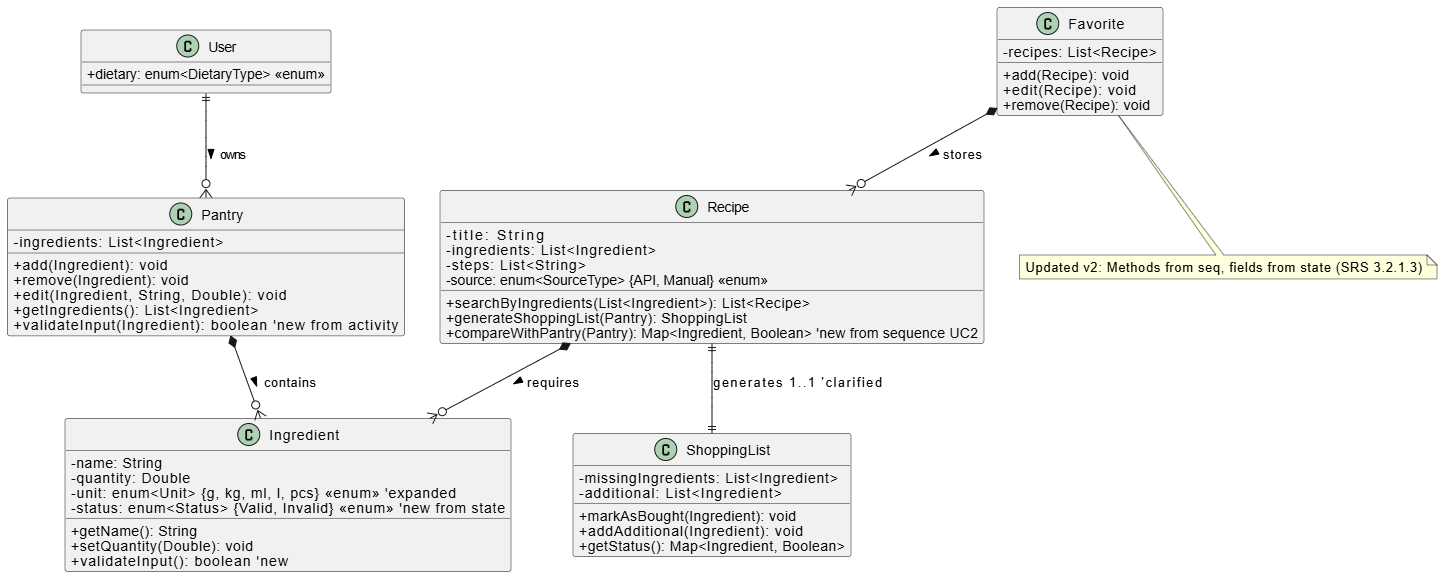 C User
+dietary: enum<DietaryType> «enum»
owns
C Pantry
-ingredients: List<Ingredient>
+add(Ingredient): void
+remove(Ingredient): void
+edit(Ingredient, String, Double): void
+getIngredients(): List<Ingredient>
+validateInput(Ingredient): boolean 'new from activity
contains
C Ingredient
-name: String
-quantity: Double
-unit: enum<Unit> {g, kg, ml, l, pcs} «enum» 'expanded
-status: enum<Status> {Valid, Invalid} «enum» 'new from state
+getName(): String
+setQuantity(Double): void
+validateInput(): boolean 'new
C Favorite
-recipes: List<Recipe>
+add(Recipe): void
+edit(Recipe): void
+remove(Recipe): void
stores
Updated v2: Methods from seq, fields from state (SRS 3.2.1.3)
C Recipe
-title: String
-ingredients: List<Ingredient>
-steps: List<String>
-source: enum<SourceType> {API, Manual} «enum»
+searchByIngredients(List<Ingredient>): List<Recipe>
+generateShoppingList(Pantry): ShoppingList
+compareWithPantry(Pantry): Map<Ingredient, Boolean> 'new from sequence UC2
requires
generates 1..1 'clarified
C ShoppingList
-missingIngredients: List<Ingredient>
-additional: List<Ingredient>
+markAsBought(Ingredient): void
+addAdditional(Ingredient): void
+getStatus(): Map<Ingredient, Boolean>